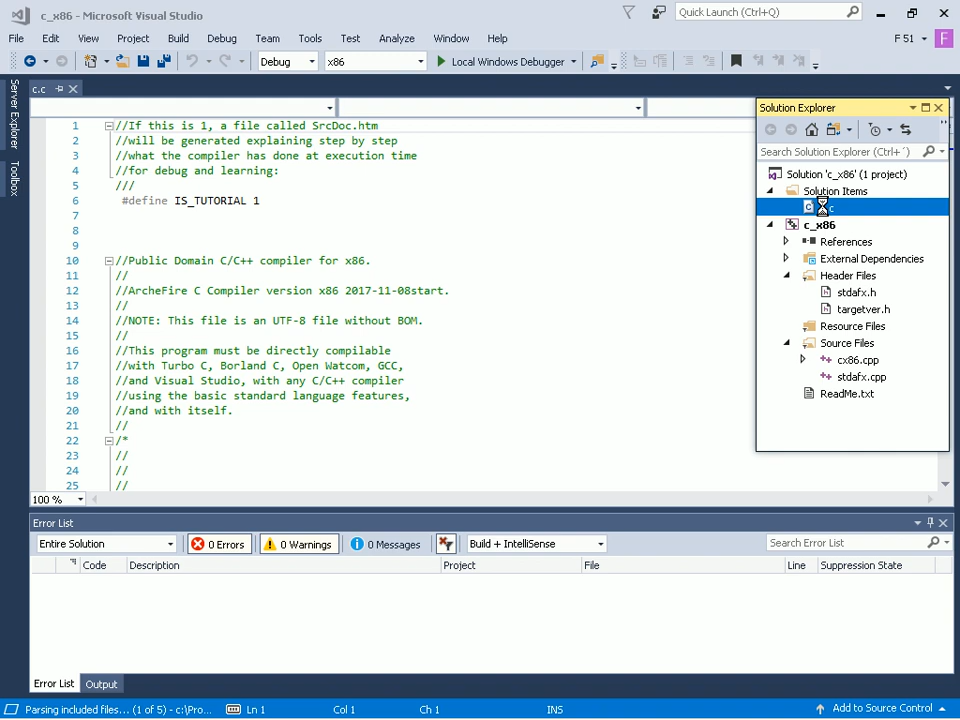 c_x86 - Microsoft Visual Studio
Quick Launch (Ctrl+Q)
File Edit View Project Build Debug Team Tools Test Analyze Window Help
F 51 F
Debug x86 Local Windows Debugger
Server Explorer
Toolbox
c.c
1 //If this is 1, a file called SrcDoc.htm
2 //will be generated explaining step by step
3 //what the compiler has done at execution time
4 //for debug and learning:
5 ///
6 #define IS_TUTORIAL 1
7
8
9
10 //Public Domain C/C++ compiler for x86.
11 //
12 //ArcheFire C Compiler version x86 2017-11-08start.
13 //
14 //NOTE: This file is an UTF-8 file without BOM.
15 //
16 //This program must be directly compilable
17 //with Turbo C, Borland C, Open Watcom, GCC,
18 //and Visual Studio, with any C/C++ compiler
19 //using the basic standard language features,
20 //and with itself.
21 //
22 /*
23 //
24 //
25 //
100 %
Solution Explorer
Search Solution Explorer (Ctrl+´)
Solution 'c_x86' (1 project)
Solution Items
c
c_x86
References
External Dependencies
Header Files
stdafx.h
targetver.h
Resource Files
Source Files
cx86.cpp
stdafx.cpp
ReadMe.txt
Error List
Entire Solution 0 Errors 0 Warnings 0 Messages Build + IntelliSense Search Error List
Code Description Project File Line Suppression State
Error List Output
Parsing included files... (1 of 5) - c:\Pro... Ln 1 Col 1 Ch 1 INS Add to Source Control